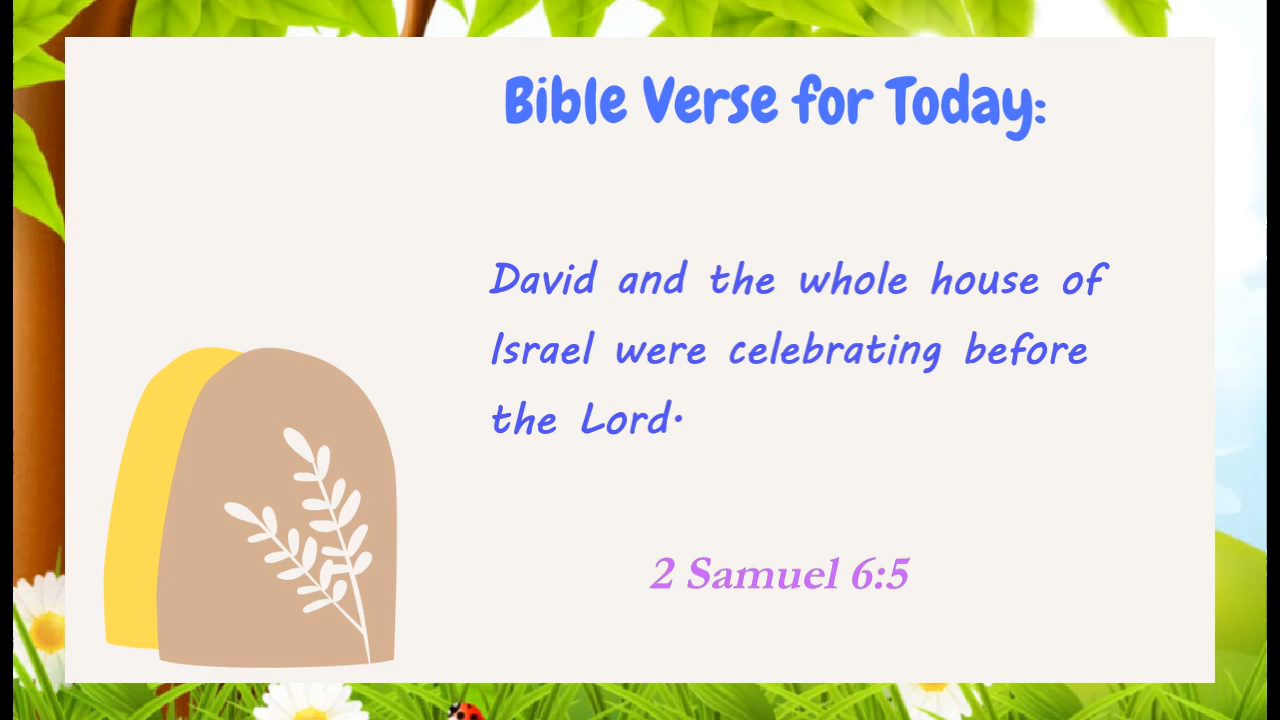 Bible Verse for Today:
David and the whole house of
Israel were celebrating before
the Lord.
2 Samuel 6:5